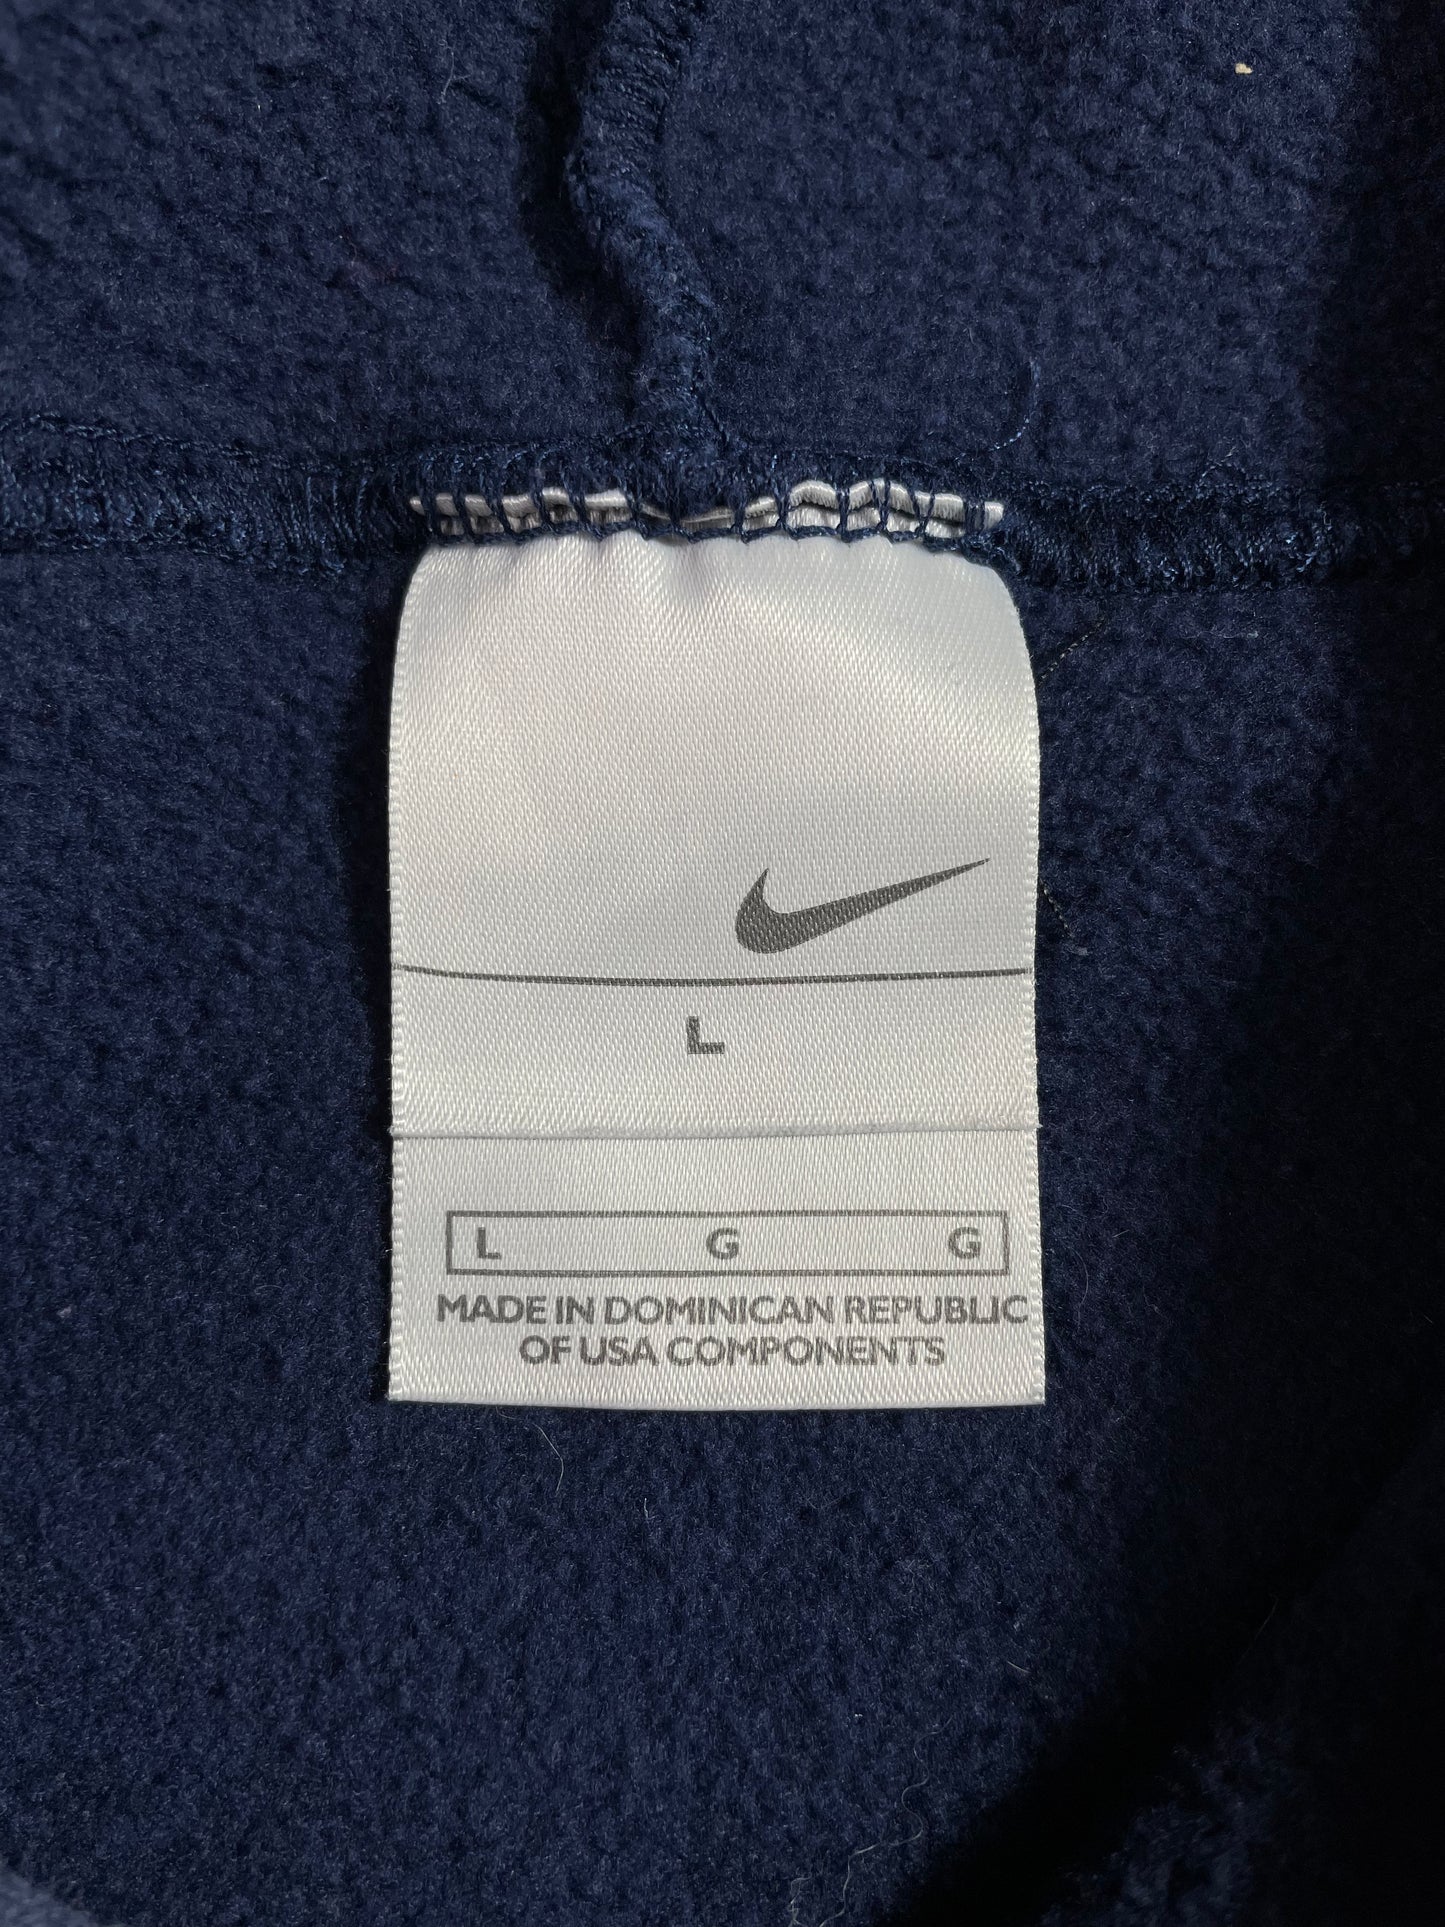 L
L G G
MADE IN DOMINICAN REPUBLIC
OF USA COMPONENTS